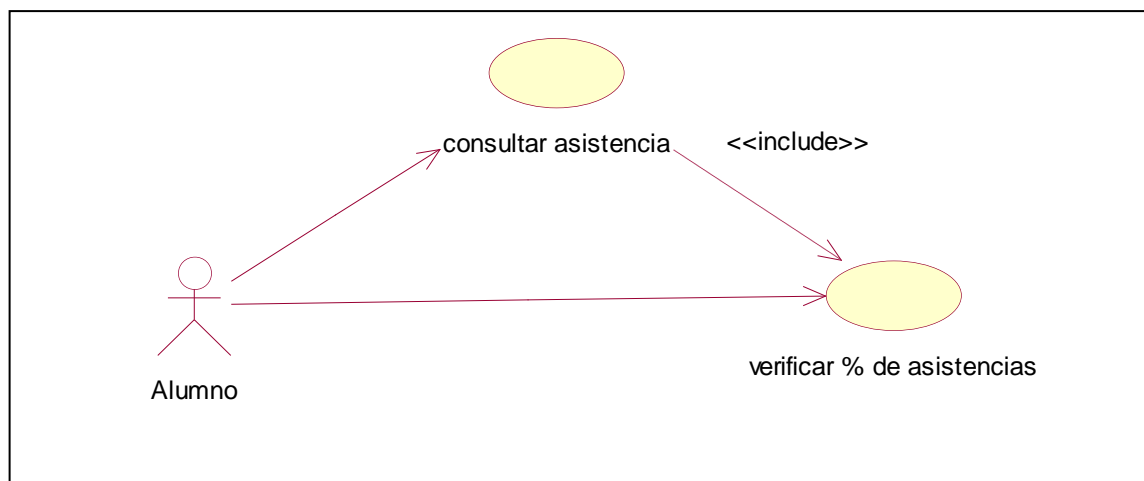 consultar asistencia
<<include>>
verificar % de asistencias
Alumno